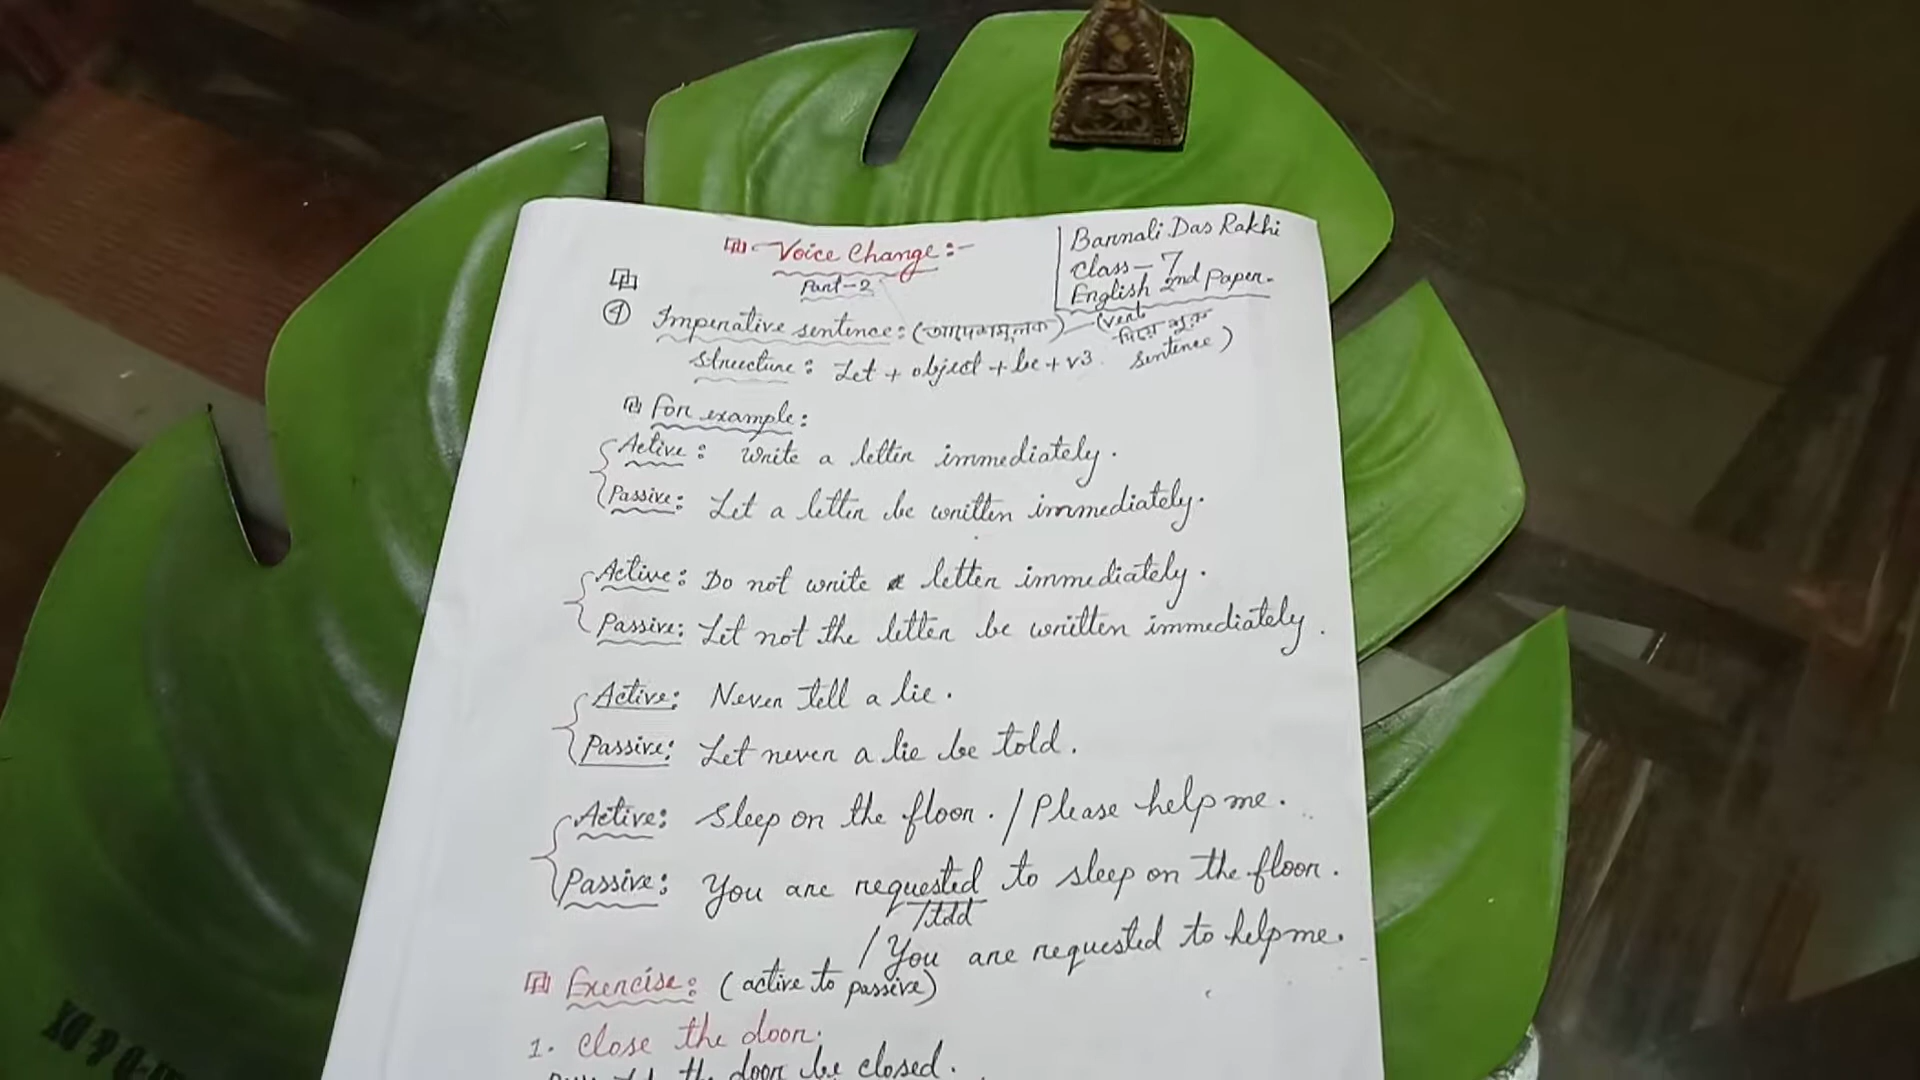 Voice Change:-
Part-2
Barnali Das Rakhi
Class-7
English 2nd Paper.
④ Imperative sentence: (আদেশমূলক) - (verb দিয়ে শুরু sentence)
Structure: Let + object + be + v3
For example:
Active: Write a letter immediately.
Passive: Let a letter be written immediately.
Active: Do not write letter immediately.
Passive: Let not the letter be written immediately.
Active: Never tell a lie.
Passive: Let never a lie be told.
Active: Sleep on the floor. / Please help me.
Passive: You are requested to sleep on the floor.
/told
/ You are requested to help me.
Exercise: (active to passive)
1. Close the door.
the door be closed.